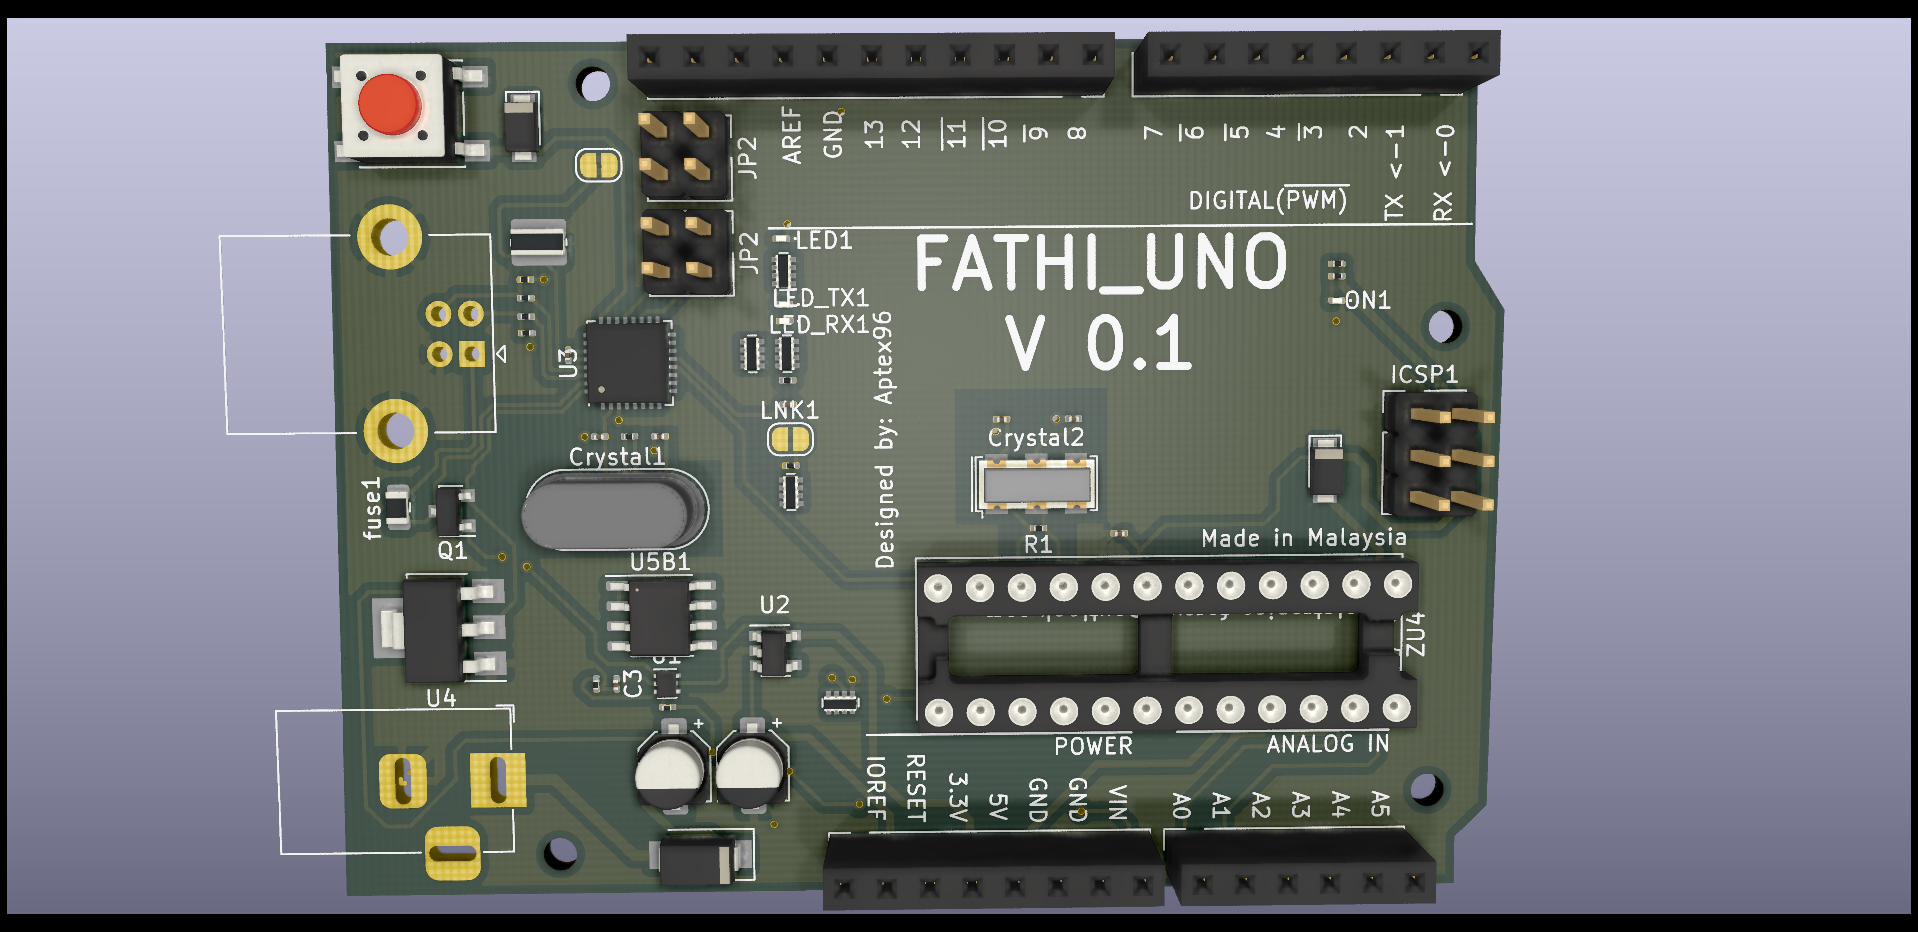 AREF
GND
13
12
11
10
9
8
7
6
5
4
3
2
TX <-1
RX <-0
DIGITAL(PWM)
JP2
JP2
LED1
LED_TX1
LED_RX1
FATHI_UNO
V 0.1
ON1
ICSP1
U3
LNK1
Designed by: Aptex96
Crystal1
Crystal2
fuse1
Q1
R1
Made in Malaysia
U5B1
U2
ZU4
C3
U4
+
+
POWER
ANALOG IN
IOREF
RESET
3.3V
5V
GND
GND
VIN
A0
A1
A2
A3
A4
A5